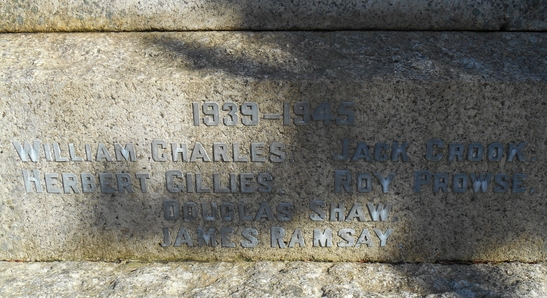 1939-1945
WILLIAM CHARLES JACK CROOK
HERBERT GILLIES ROY PROWSE
DOUGLAS SHAW
JAMES RAMSAY